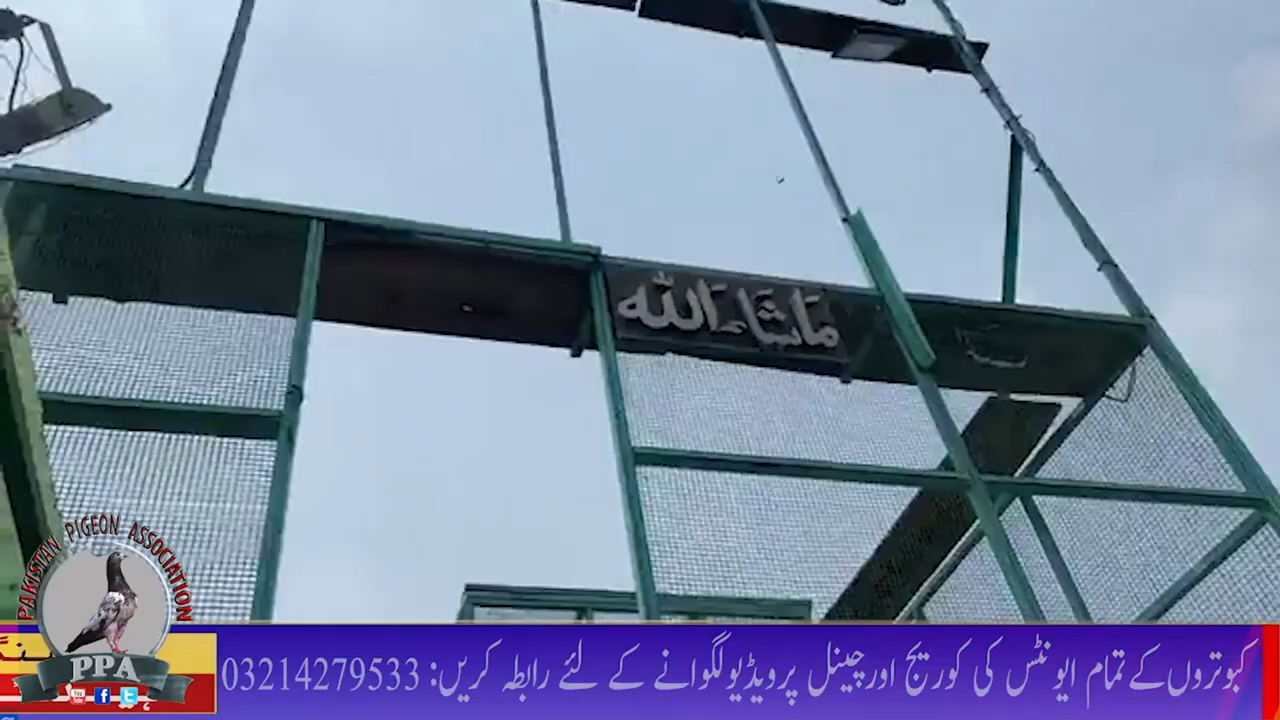 ماشاءالله
PAKISTAN PIGEON ASSOCIATION
PPA
کبوتروں کے تمام ایونٹس کی کوریج اور چینل پر ویڈیو لگوانے کے لئے رابطہ کریں: 03214279533